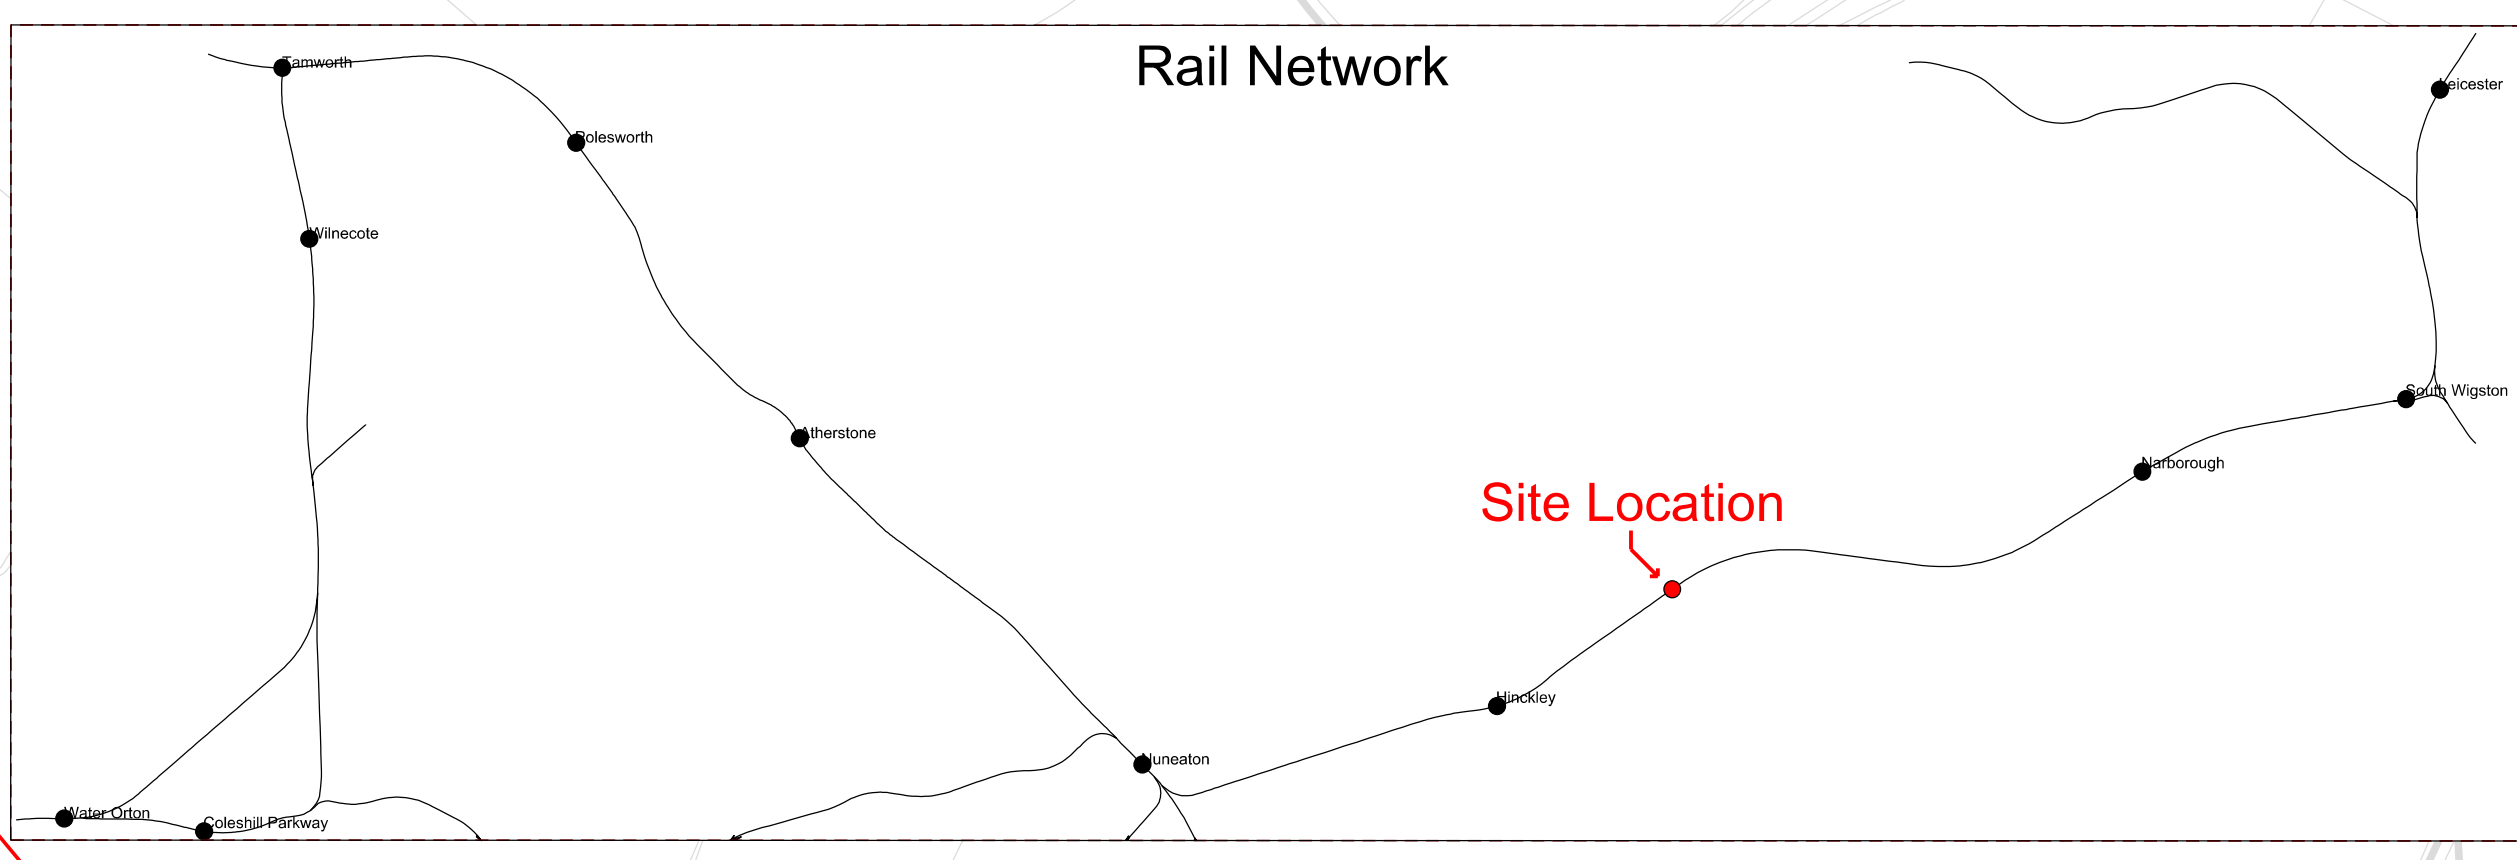 Rail Network
Tamworth
Leicester
Polesworth
Wilnecote
South Wigston
Atherstone
Narborough
Site Location
Hinckley
Nuneaton
Water Orton
Coleshill Parkway